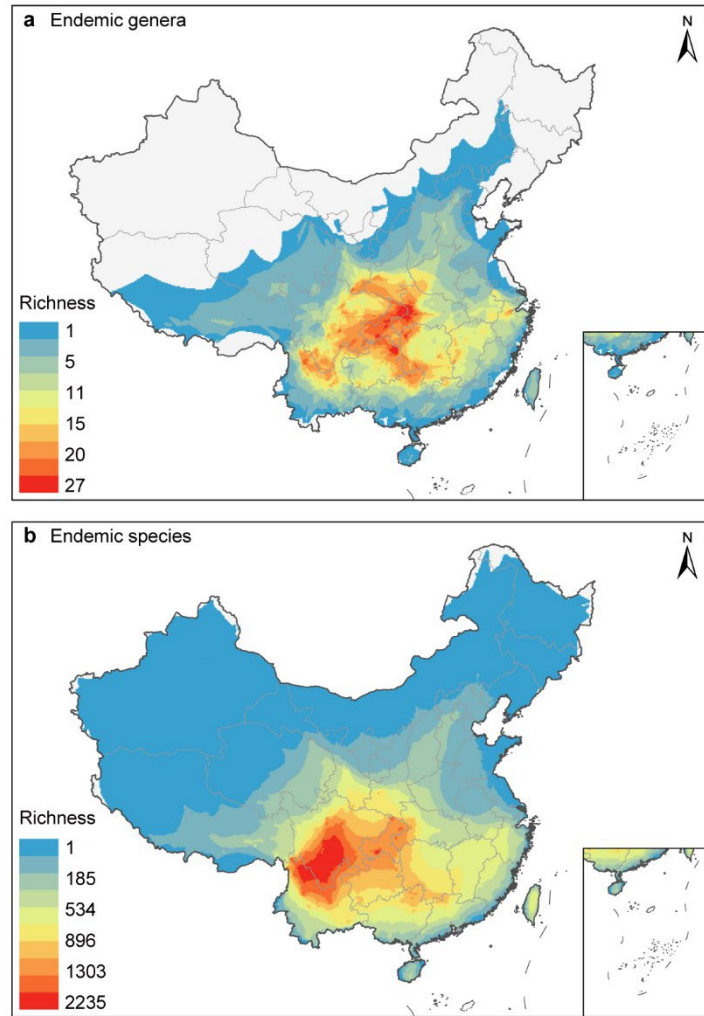 a Endemic genera
N
Richness
1
5
11
15
20
27
b Endemic species
N
Richness
1
185
534
896
1303
2235